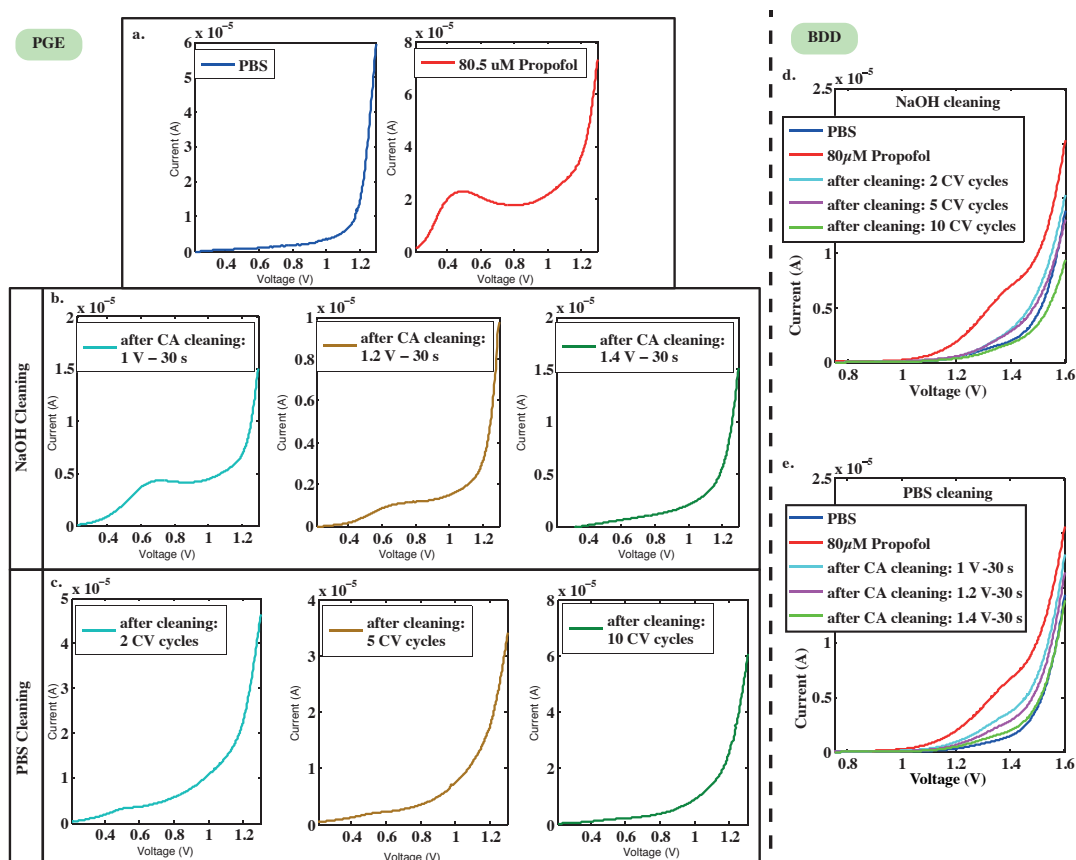 PGE
BDD
a.
x 10⁻⁵
6
5
4
3
2
1
0
PBS
Current (A)
0.4 0.6 0.8 1 1.2
Voltage (V)
x 10⁻⁵
8
6
4
2
0
80.5 uM Propofol
Current (A)
0.4 0.6 0.8 1 1.2
Voltage (V)
NaOH Cleaning
b.
x 10⁻⁵
2
1.5
1
0.5
0
after CA cleaning:
1 V – 30 s
Current (A)
0.4 0.6 0.8 1 1.2
Voltage (V)
x 10⁻⁵
1
0.8
0.6
0.4
0.2
0
after CA cleaning:
1.2 V – 30 s
Current (A)
0.4 0.6 0.8 1 1.2
Voltage (V)
x 10⁻⁵
2
1.5
1
0.5
0
after CA cleaning:
1.4 V – 30 s
Current (A)
0.4 0.6 0.8 1 1.2
Voltage (V)
PBS Cleaning
c.
x 10⁻⁵
5
4
3
2
1
0
after cleaning:
2 CV cycles
Current (A)
0.4 0.6 0.8 1 1.2
Voltage (V)
x 10⁻⁵
4
3
2
1
0
after cleaning:
5 CV cycles
Current (A)
0.4 0.6 0.8 1 1.2
Voltage (V)
x 10⁻⁵
8
6
4
2
0
after cleaning:
10 CV cycles
Current (A)
0.4 0.6 0.8 1 1.2
Voltage (V)
d.
x 10⁻⁵
2.5
NaOH cleaning
PBS
80µM Propofol
after cleaning: 2 CV cycles
after cleaning: 5 CV cycles
after cleaning: 10 CV cycles
1
0.5
0
Current (A)
0.8 1 1.2 1.4 1.6
Voltage (V)
e.
x 10⁻⁵
2.5
PBS cleaning
PBS
80µM Propofol
after CA cleaning: 1 V -30 s
after CA cleaning: 1.2 V-30 s
after CA cleaning: 1.4 V-30 s
1
0.5
0
Current (A)
0.8 1 1.2 1.4 1.6
Voltage (V)